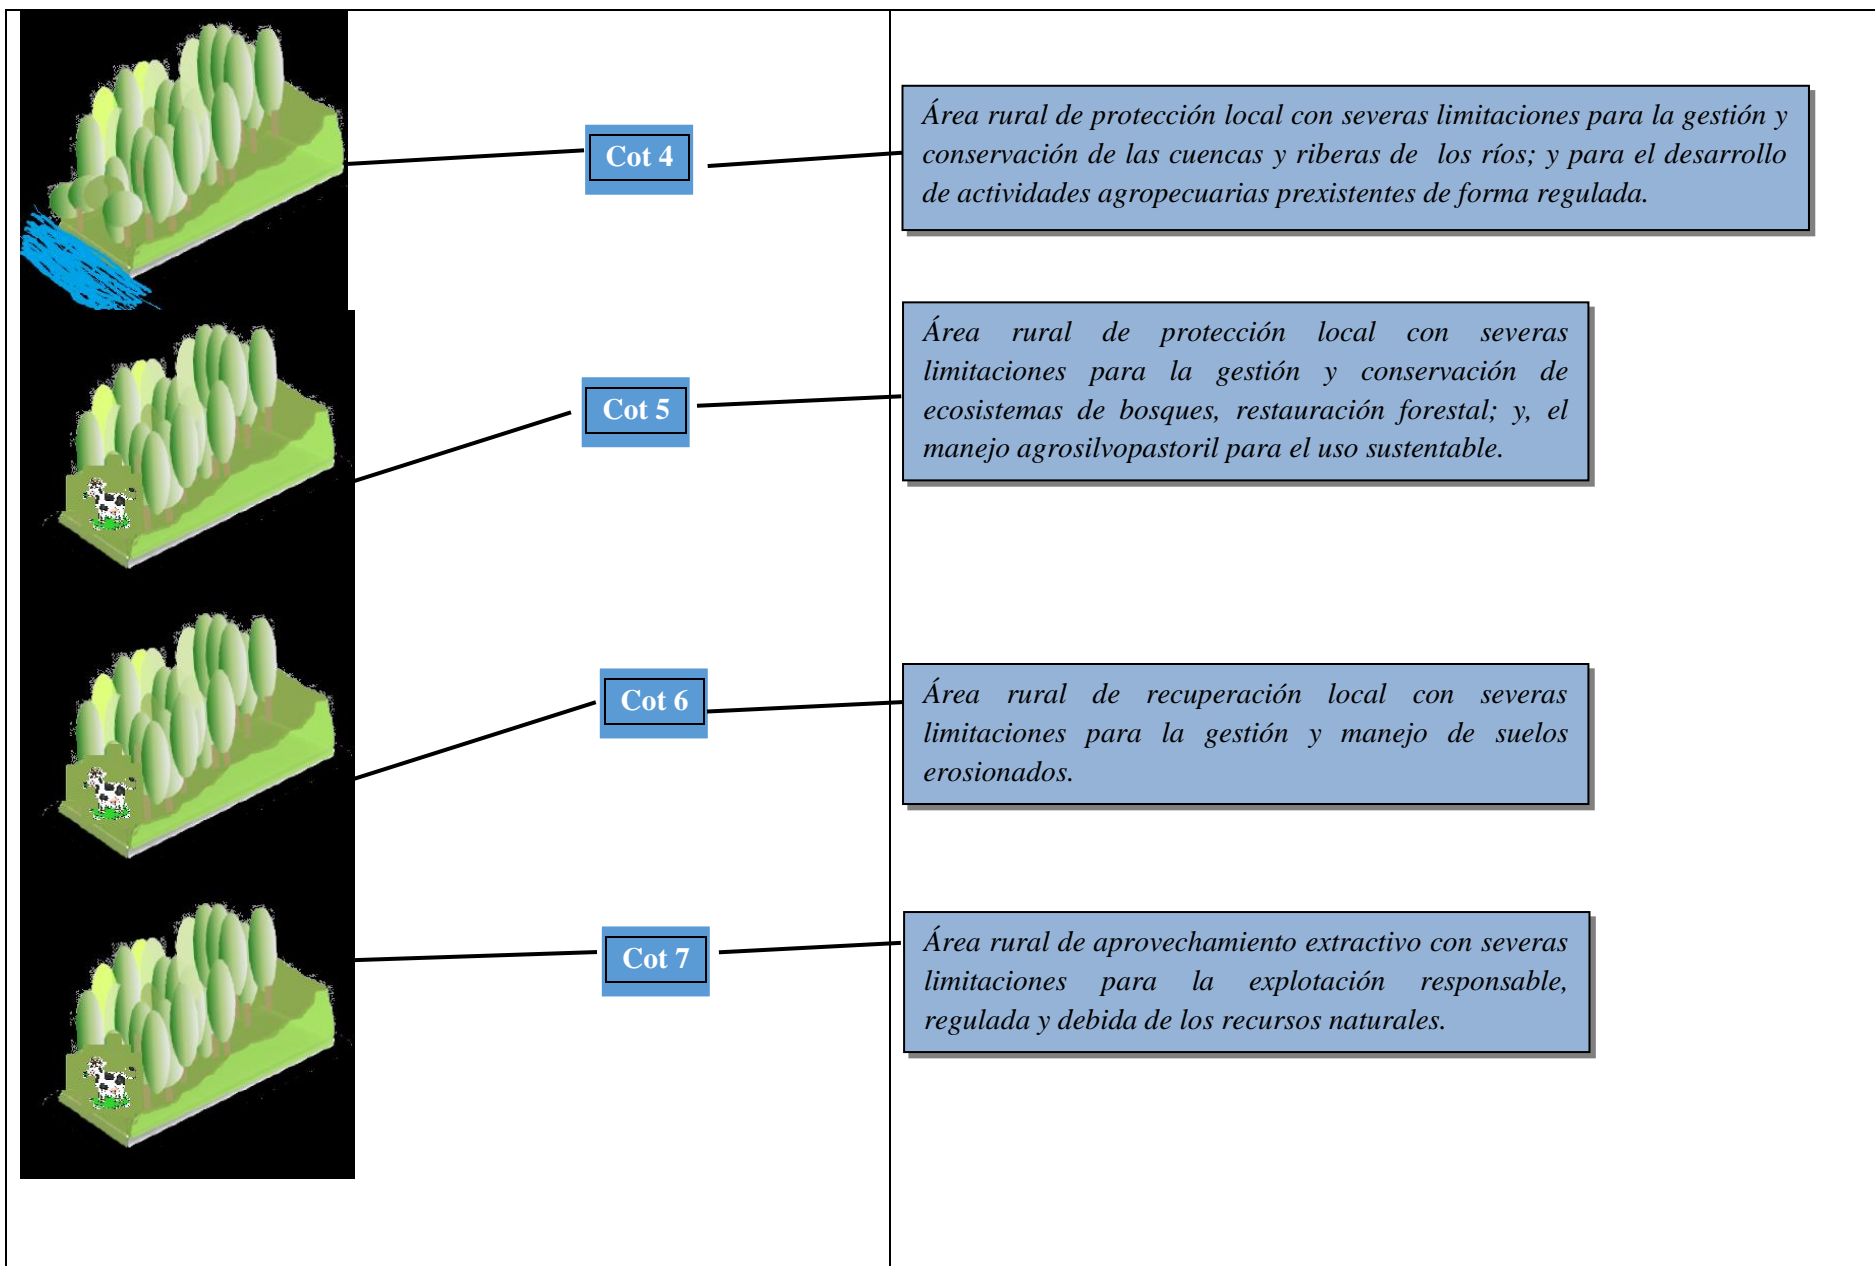 Cot 4
Área rural de protección local con severas limitaciones para la gestión y
conservación de las cuencas y riberas de los ríos; y para el desarrollo
de actividades agropecuarias prexistentes de forma regulada.
Cot 5
Área rural de protección local con severas
limitaciones para la gestión y conservación de
ecosistemas de bosques, restauración forestal; y, el
manejo agrosilvopastoril para el uso sustentable.
Cot 6
Área rural de recuperación local con severas
limitaciones para la gestión y manejo de suelos
erosionados.
Cot 7
Área rural de aprovechamiento extractivo con severas
limitaciones para la explotación responsable,
regulada y debida de los recursos naturales.